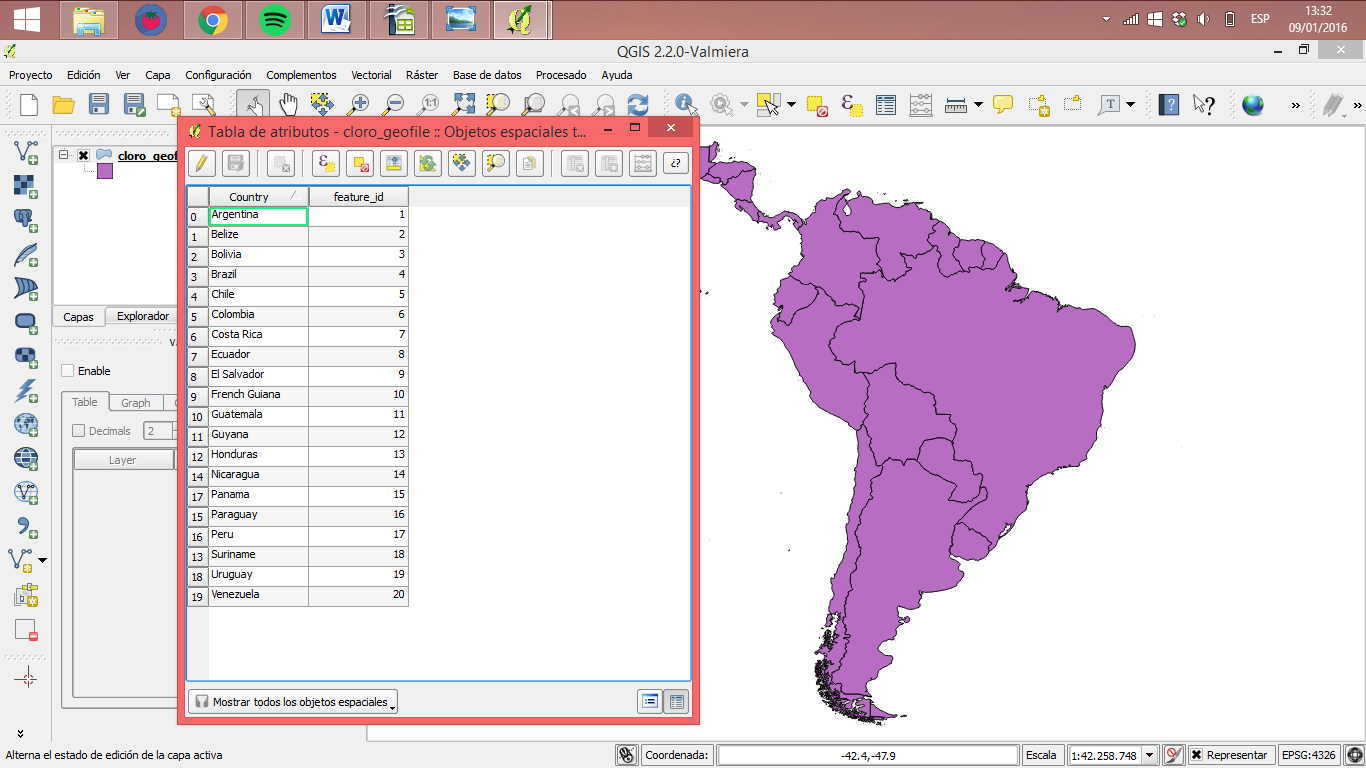 13:32
ESP
09/01/2016
QGIS 2.2.0-Valmiera
Proyecto Edición Ver Capa Configuración Complementos Vectorial Ráster Base de datos Procesado Ayuda
Tabla de atributos - cloro_geofile :: Objetos espaciales t...
cloro_geofi
Country feature_id
0 Argentina 1
1 Belize 2
2 Bolivia 3
3 Brazil 4
4 Chile 5
5 Colombia 6
6 Costa Rica 7
7 Ecuador 8
8 El Salvador 9
9 French Guiana 10
10 Guatemala 11
11 Guyana 12
12 Honduras 13
14 Nicaragua 14
17 Panama 15
15 Paraguay 16
16 Peru 17
13 Suriname 18
18 Uruguay 19
19 Venezuela 20
Capas Explorador
Enable
Table Graph
Decimals 2
Layer
Mostrar todos los objetos espaciales
Alterna el estado de edición de la capa activa
Coordenada: -42.4,-47.9 Escala 1:42.258.748 Representar EPSG:4326